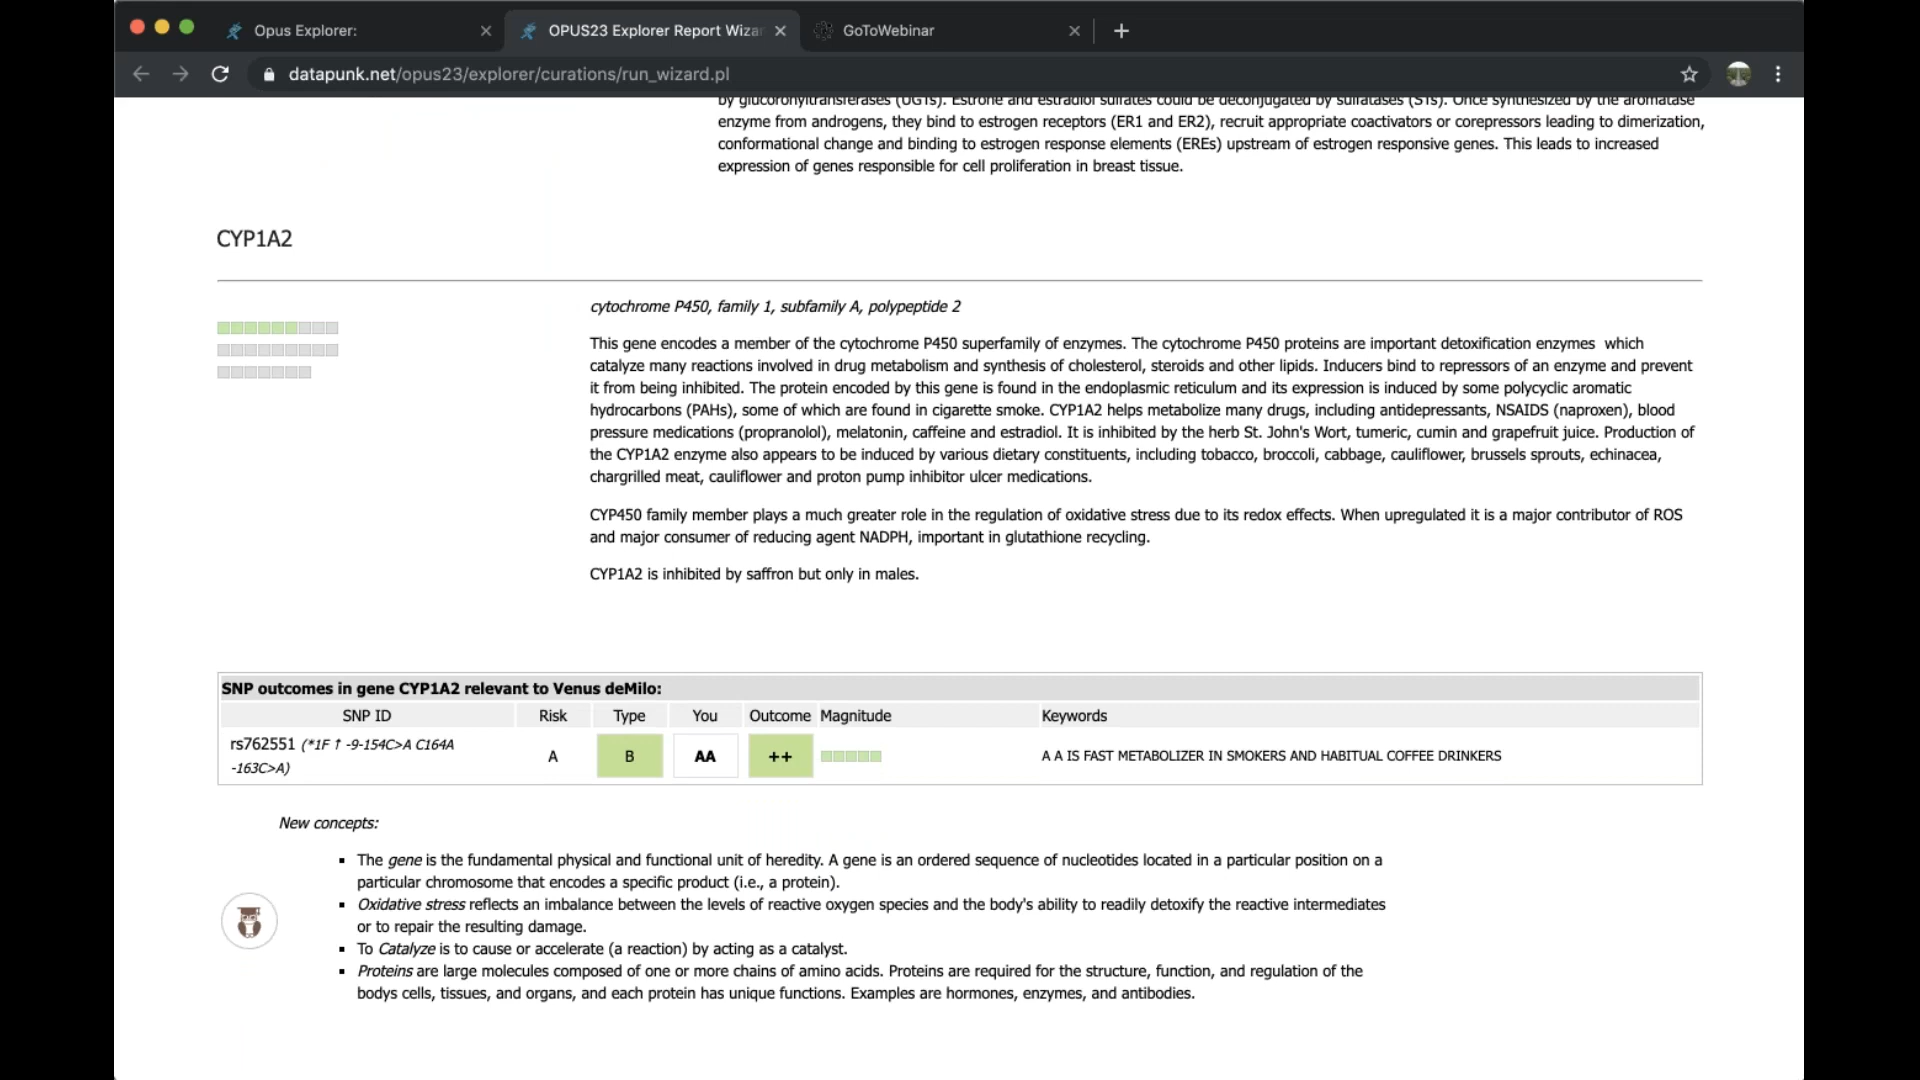 Opus Explorer:
OPUS23 Explorer Report Wizar
GoToWebinar
datapunk.net/opus23/explorer/curations/run_wizard.pl
by glucoronyltransferases (UGTs). Estrone and estradiol sulfates could be deconjugated by sulfatases (STs). Once synthesized by the aromatase
enzyme from androgens, they bind to estrogen receptors (ER1 and ER2), recruit appropriate coactivators or corepressors leading to dimerization,
conformational change and binding to estrogen response elements (EREs) upstream of estrogen responsive genes. This leads to increased
expression of genes responsible for cell proliferation in breast tissue.
CYP1A2
cytochrome P450, family 1, subfamily A, polypeptide 2
This gene encodes a member of the cytochrome P450 superfamily of enzymes. The cytochrome P450 proteins are important detoxification enzymes which
catalyze many reactions involved in drug metabolism and synthesis of cholesterol, steroids and other lipids. Inducers bind to repressors of an enzyme and prevent
it from being inhibited. The protein encoded by this gene is found in the endoplasmic reticulum and its expression is induced by some polycyclic aromatic
hydrocarbons (PAHs), some of which are found in cigarette smoke. CYP1A2 helps metabolize many drugs, including antidepressants, NSAIDS (naproxen), blood
pressure medications (propranolol), melatonin, caffeine and estradiol. It is inhibited by the herb St. John's Wort, tumeric, cumin and grapefruit juice. Production of
the CYP1A2 enzyme also appears to be induced by various dietary constituents, including tobacco, broccoli, cabbage, cauliflower, brussels sprouts, echinacea,
chargrilled meat, cauliflower and proton pump inhibitor ulcer medications.
CYP450 family member plays a much greater role in the regulation of oxidative stress due to its redox effects. When upregulated it is a major contributor of ROS
and major consumer of reducing agent NADPH, important in glutathione recycling.
CYP1A2 is inhibited by saffron but only in males.
SNP outcomes in gene CYP1A2 relevant to Venus deMilo:
SNP ID Risk Type You Outcome Magnitude Keywords
rs762551 (*1F ↑ -9-154C>A C164A
-163C>A) A B AA ++ A A IS FAST METABOLIZER IN SMOKERS AND HABITUAL COFFEE DRINKERS
New concepts:
▪ The gene is the fundamental physical and functional unit of heredity. A gene is an ordered sequence of nucleotides located in a particular position on a
particular chromosome that encodes a specific product (i.e., a protein).
▪ Oxidative stress reflects an imbalance between the levels of reactive oxygen species and the body's ability to readily detoxify the reactive intermediates
or to repair the resulting damage.
▪ To Catalyze is to cause or accelerate (a reaction) by acting as a catalyst.
▪ Proteins are large molecules composed of one or more chains of amino acids. Proteins are required for the structure, function, and regulation of the
bodys cells, tissues, and organs, and each protein has unique functions. Examples are hormones, enzymes, and antibodies.